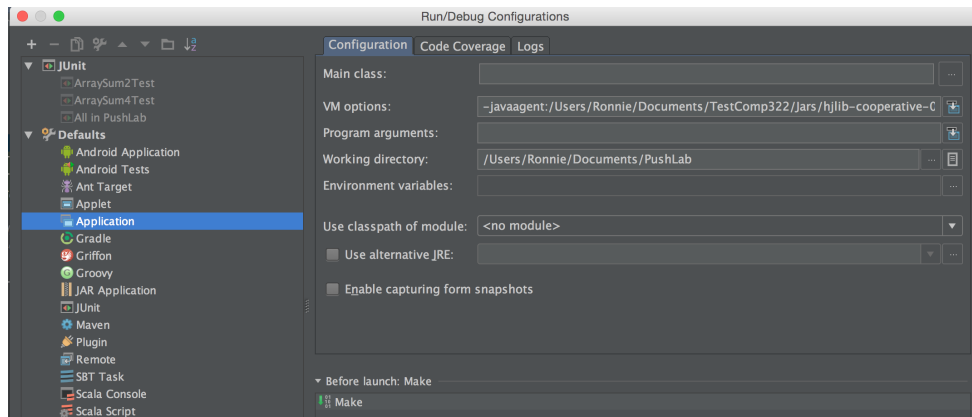 Run/Debug Configurations
JUnit
ArraySum2Test
ArraySum4Test
All in PushLab
Defaults
Android Application
Android Tests
Ant Target
Applet
Application
Gradle
Griffon
Groovy
JAR Application
JUnit
Maven
Plugin
Remote
SBT Task
Scala Console
Scala Script
Configuration
Code Coverage
Logs
Main class:
VM options:
-javaagent:/Users/Ronnie/Documents/TestComp322/Jars/hjlib-cooperative-0
Program arguments:
Working directory:
/Users/Ronnie/Documents/PushLab
Environment variables:
Use classpath of module:
<no module>
Use alternative JRE:
Enable capturing form snapshots
Before launch: Make
Make